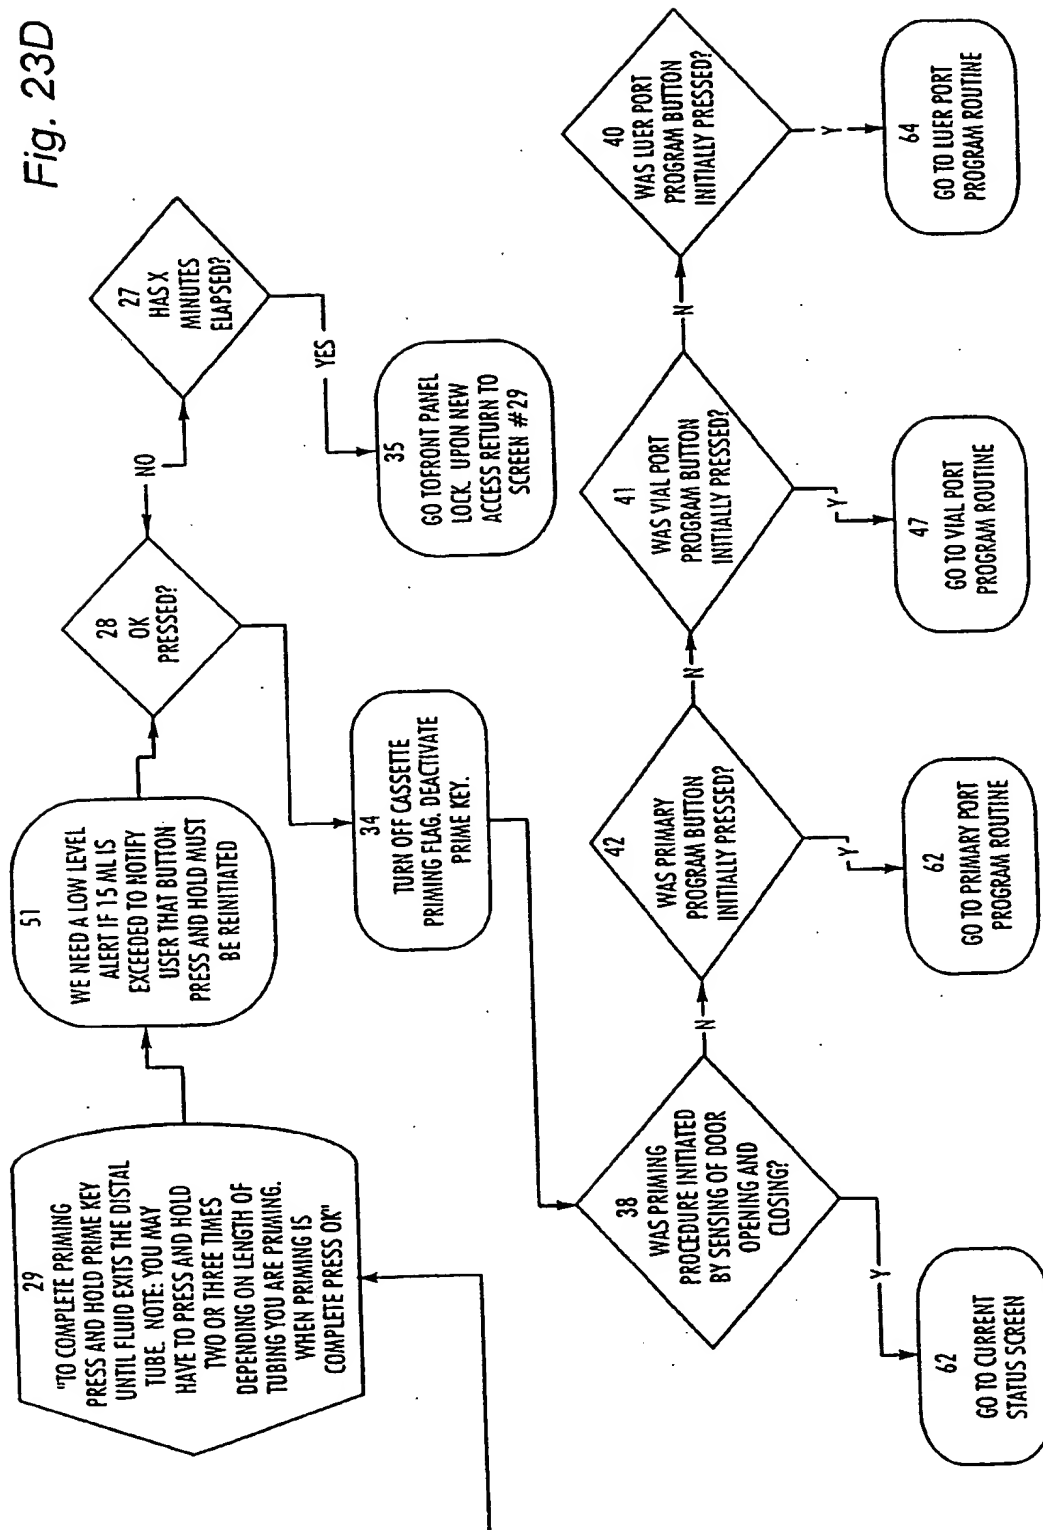 Fig. 23D
29
"TO COMPLETE PRIMING
PRESS AND HOLD PRIME KEY
UNTIL FLUID EXITS THE DISTAL
TUBE. NOTE: YOU MAY
HAVE TO PRESS AND HOLD
TWO OR THREE TIMES
DEPENDING ON LENGTH OF
TUBING YOU ARE PRIMING.
WHEN PRIMING IS
COMPLETE PRESS OK"
51
WE NEED A LOW LEVEL
ALERT IF 15 ML IS
EXCEEDED TO NOTIFY
USER THAT BUTTON
PRESS AND HOLD MUST
BE REINITIATED
28
OK
PRESSED?
NO
27
HAS X
MINUTES
ELAPSED?
YES
35
GO TOFRONT PANEL
LOCK. UPON NEW
ACCESS RETURN TO
SCREEN #29
34
TURN OFF CASSETTE
PRIMING FLAG. DEACTIVATE
PRIME KEY.
38
WAS PRIMING
PROCEDURE INITIATED
BY SENSING OF DOOR
OPENING AND
CLOSING?
Y
62
GO TO CURRENT
STATUS SCREEN
N
42
WAS PRIMARY
PROGRAM BUTTON
INITIALLY PRESSED?
Y
62
GO TO PRIMARY PORT
PROGRAM ROUTINE
N
41
WAS VIAL PORT
PROGRAM BUTTON
INITIALLY PRESSED?
Y
47
GO TO VIAL PORT
PROGRAM ROUTINE
N
40
WAS LUER PORT
PROGRAM BUTTON
INITIALLY PRESSED?
Y
64
GO TO LUER PORT
PROGRAM ROUTINE